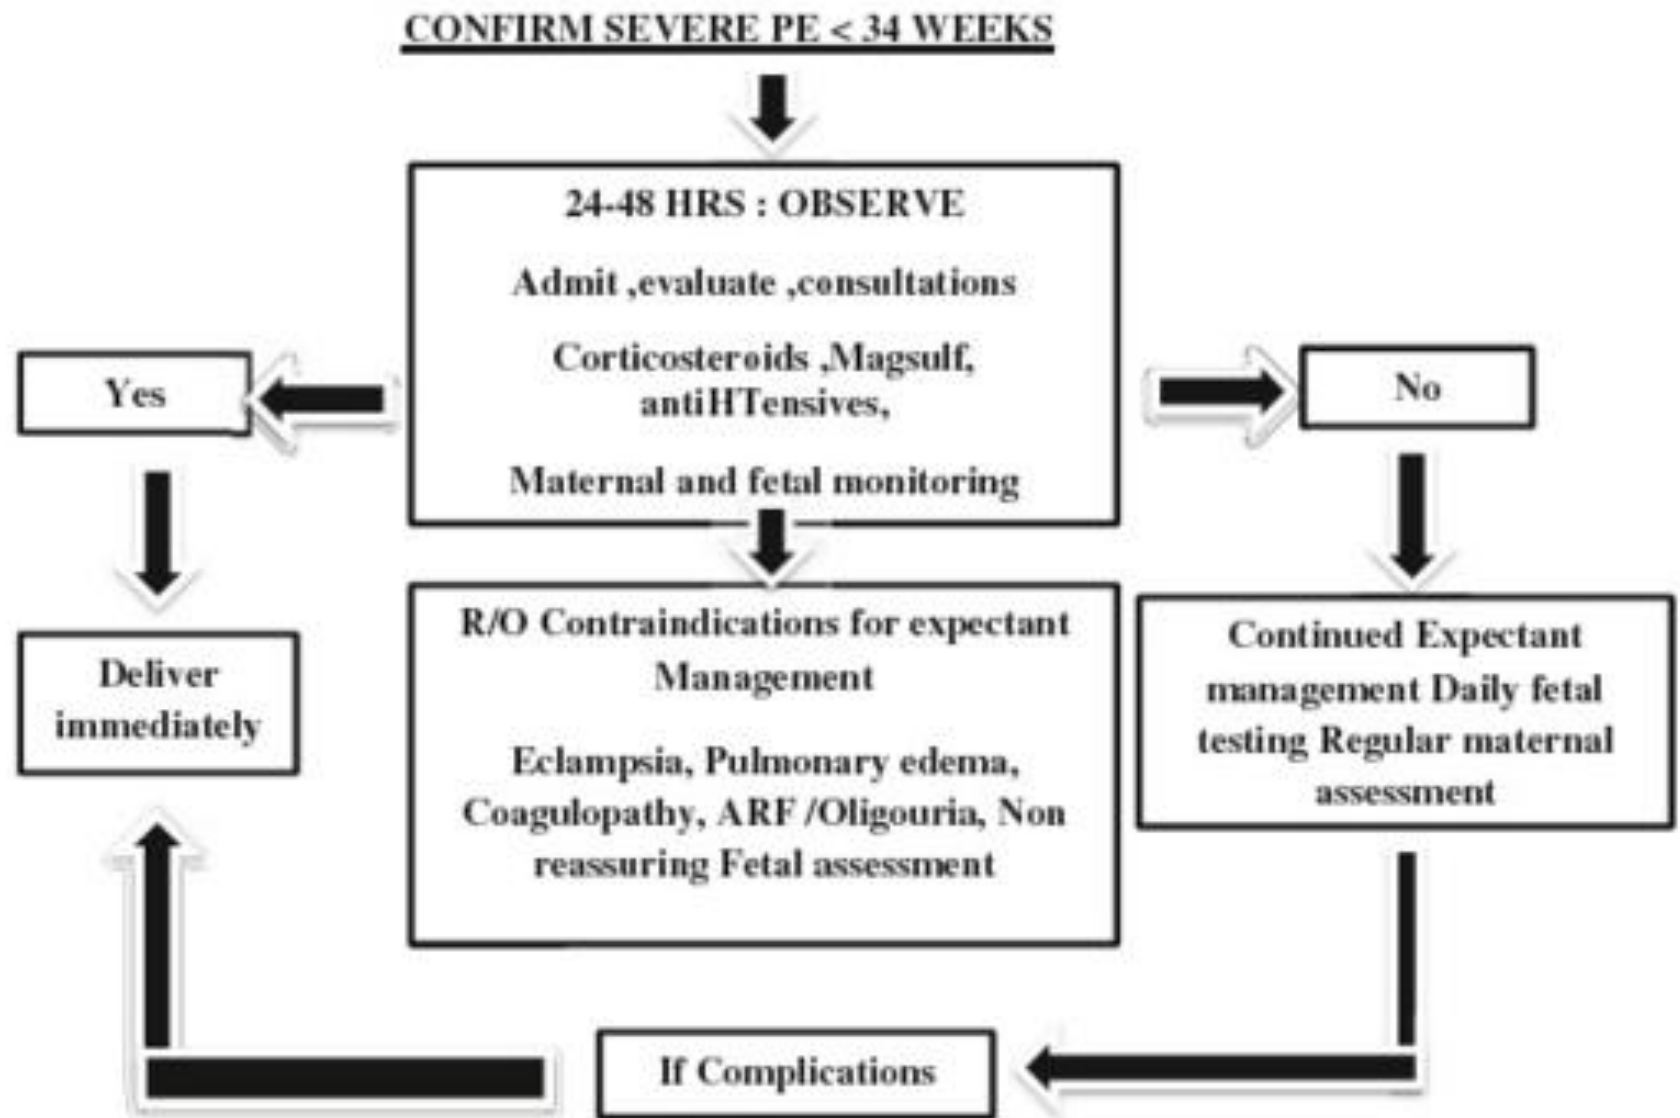 CONFIRM SEVERE PE < 34 WEEKS
24-48 HRS : OBSERVE
Admit ,evaluate ,consultations
Corticosteroids ,Magsulf,
antiHTensives,
Maternal and fetal monitoring
Yes
No
Deliver
immediately
R/O Contraindications for expectant
Management
Eclampsia, Pulmonary edema,
Coagulopathy, ARF /Oligouria, Non
reassuring Fetal assessment
Continued Expectant
management Daily fetal
testing Regular maternal
assessment
If Complications